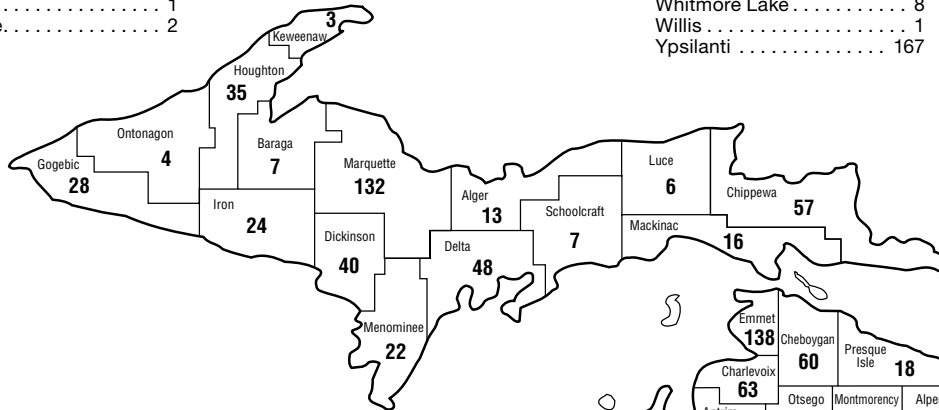 . . . . . . . . . . . . . . . . 1
. . . . . . . . . . . . . . . 2
Whitmore Lake . . . . . . . . . . . 8
Willis . . . . . . . . . . . . . . . . . . 1
Ypsilanti . . . . . . . . . . . . . . 167
3
Keweenaw
Houghton
35
Ontonagon
4
Gogebic
28
Baraga
7
Marquette
132
Iron
24
Dickinson
40
Menominee
22
Alger
13
Delta
48
Schoolcraft
7
Luce
6
Mackinac
16
Chippewa
57
Emmet
138
Cheboygan
60
Presque
Isle
18
Charlevoix
63
Otsego
Montmorency